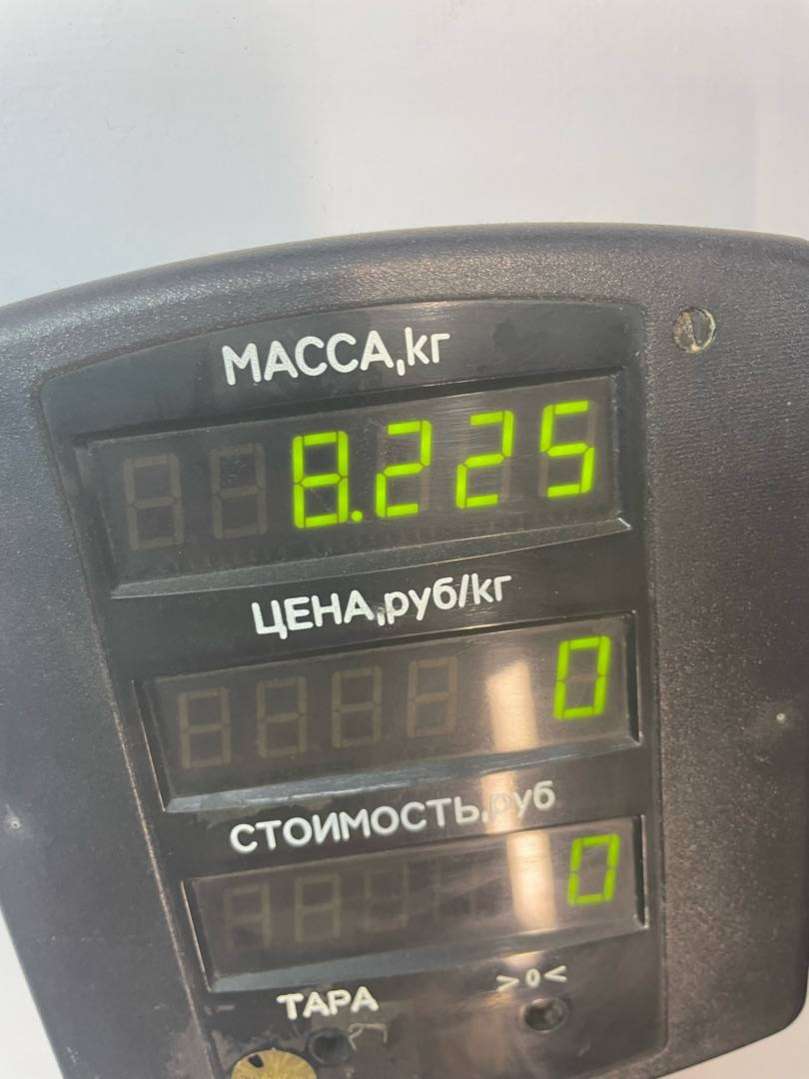 МАССА,кг
8.225
ЦЕНА,руб/кг
0
СТОИМОСТЬ,руб
0
ТАРА >0<